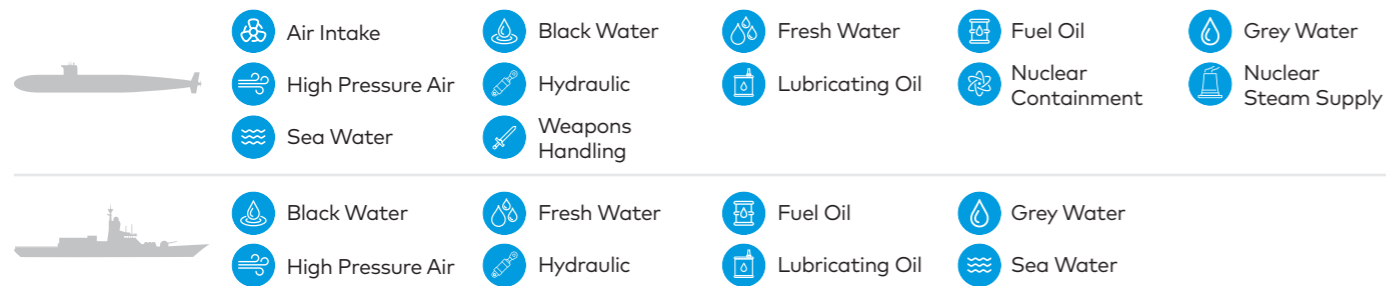 Air Intake
Black Water
Fresh Water
Fuel Oil
Grey Water
High Pressure Air
Hydraulic
Lubricating Oil
Nuclear
Containment
Nuclear
Steam Supply
Sea Water
Weapons
Handling
Black Water
Fresh Water
Fuel Oil
Grey Water
High Pressure Air
Hydraulic
Lubricating Oil
Sea Water